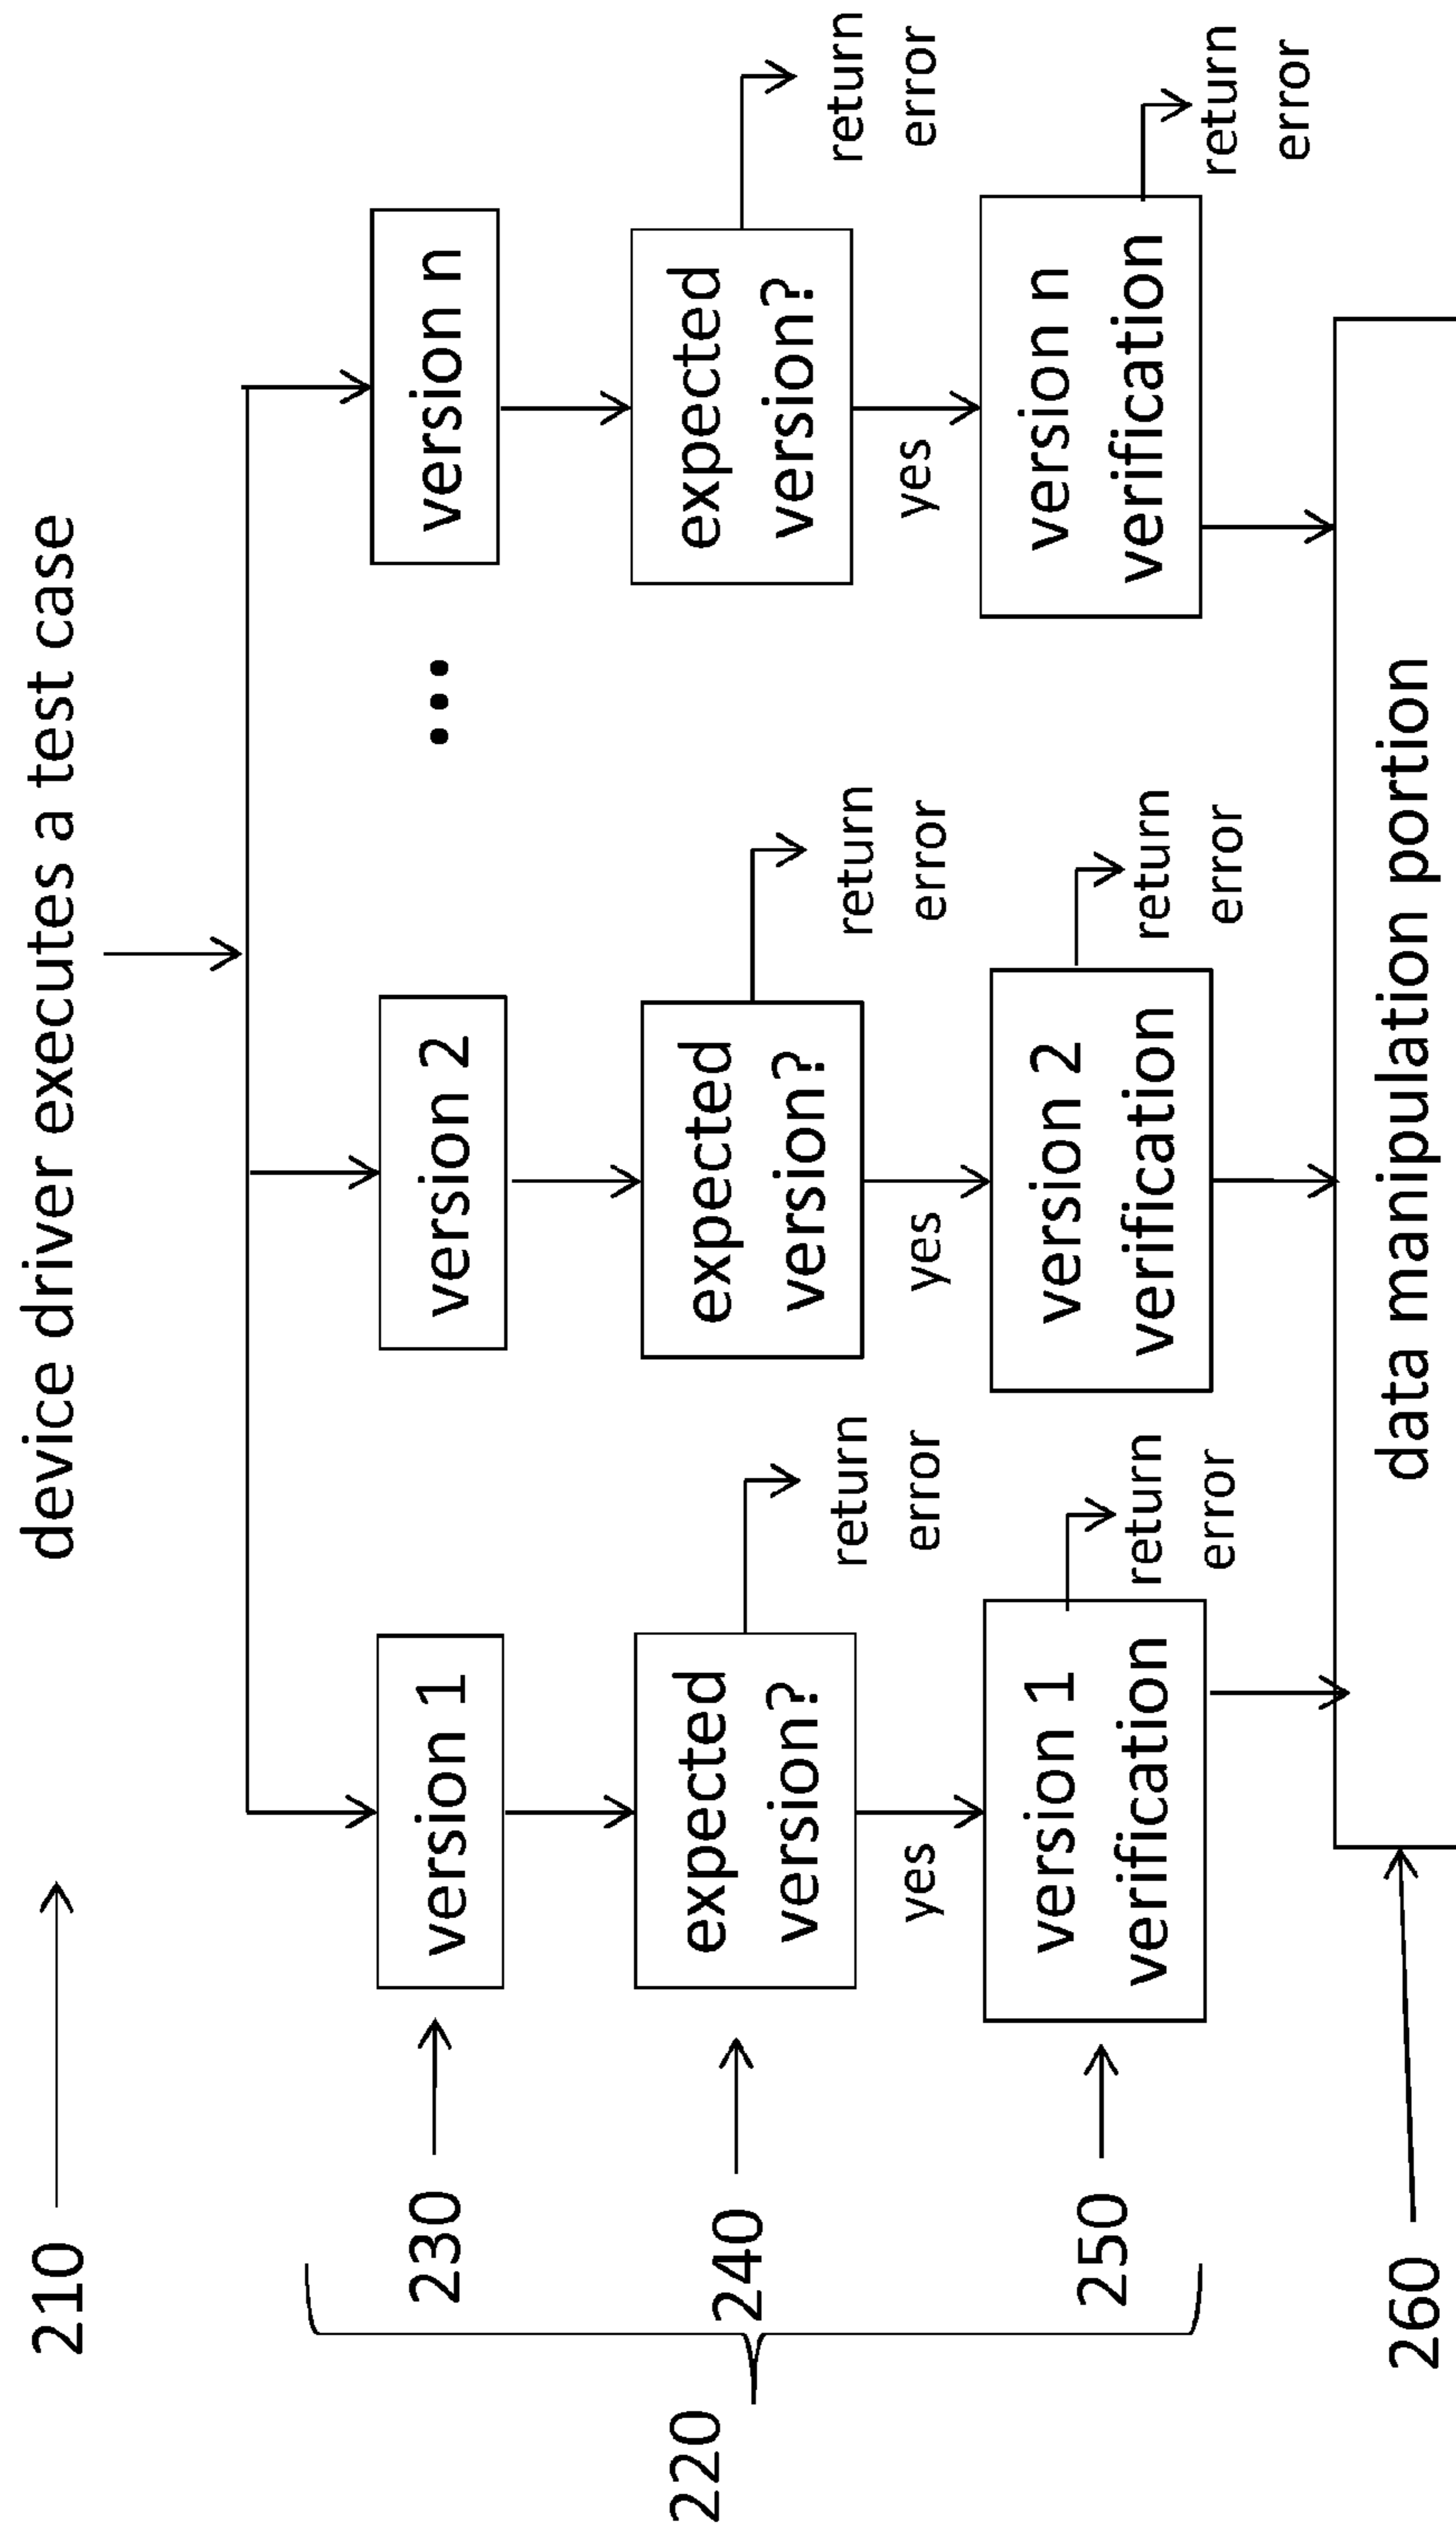 210
device driver executes a test case
230
version 1
version 2
...
version n
220
240
expected
version?
return
error
expected
version?
return
error
expected
version?
return
error
yes
yes
yes
250
version 1
verification
return
error
version 2
verification
return
error
version n
verification
return
error
260
data manipulation portion